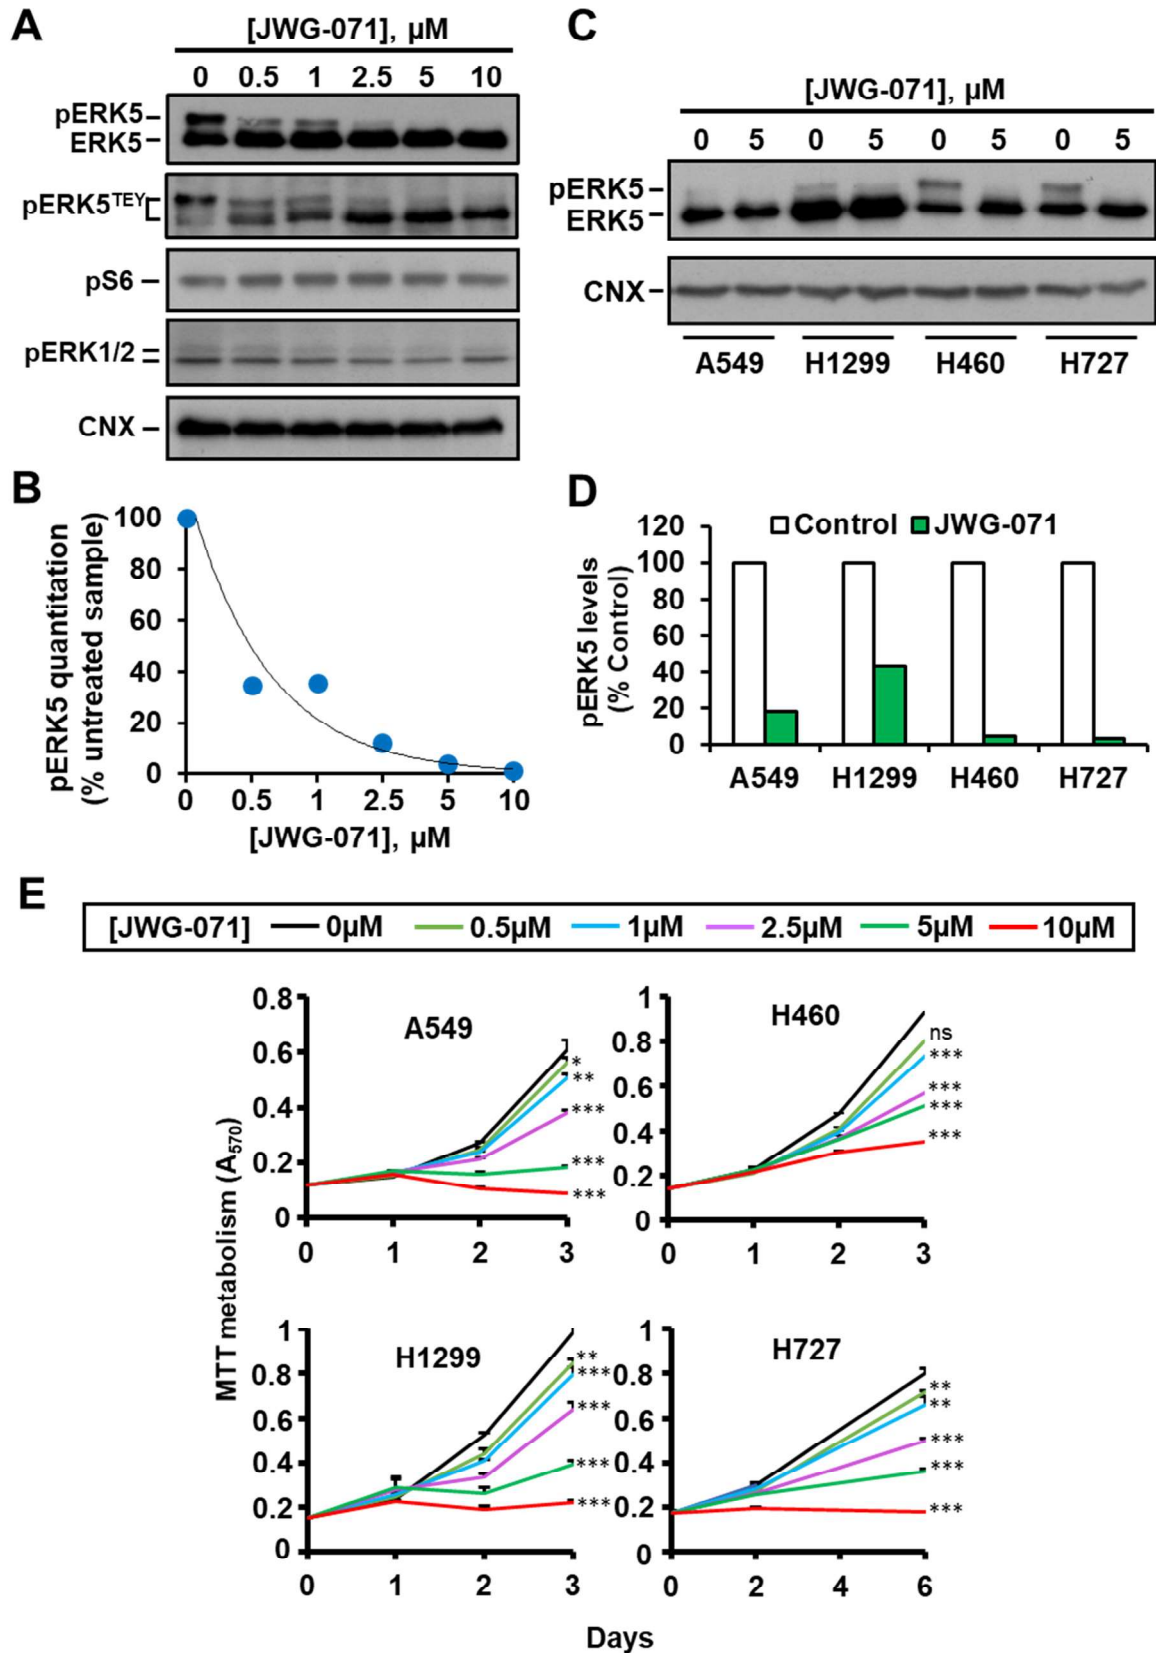 A
[JWG-071], µM
0 0.5 1 2.5 5 10
pERK5
ERK5
pERK5TEY
pS6
pERK1/2
CNX
B
pERK5 quantitation
(% untreated sample)
100
80
60
40
20
0
0 0.5 1 2.5 5 10
[JWG-071], µM
C
[JWG-071], µM
0 5 0 5 0 5 0 5
pERK5
ERK5
CNX
A549 H1299 H460 H727
D
pERK5 levels
(% Control)
Control JWG-071
120
100
80
60
40
20
0
A549 H1299 H460 H727
E
[JWG-071] 0µM 0.5µM 1µM 2.5µM 5µM 10µM
MTT metabolism (A570)
A549
0.8
0.6
0.4
0.2
0
0 1 2 3
*
**
***
***
***
H460
1
0.8
0.6
0.4
0.2
0
0 1 2 3
ns
***
***
***
***
H1299
1
0.8
0.6
0.4
0.2
0
0 1 2 3
**
***
***
***
***
H727
1
0.8
0.6
0.4
0.2
0
0 2 4 6
**
**
***
***
***
Days